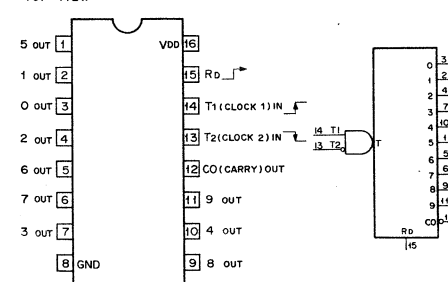 5 OUT 1
1 OUT 2
0 OUT 3
2 OUT 4
6 OUT 5
7 OUT 6
3 OUT 7
8 GND
VDD 16
15 RD
14 T1(CLOCK 1)IN
13 T2(CLOCK 2)IN
12 CO(CARRY)OUT
11 9 OUT
10 4 OUT
9 8 OUT
14 T1
13 T2
T
0 3
1 2
2 4
3 7
4 10
5 1
6 5
7 6
8 9
9 11
CO
RD
15